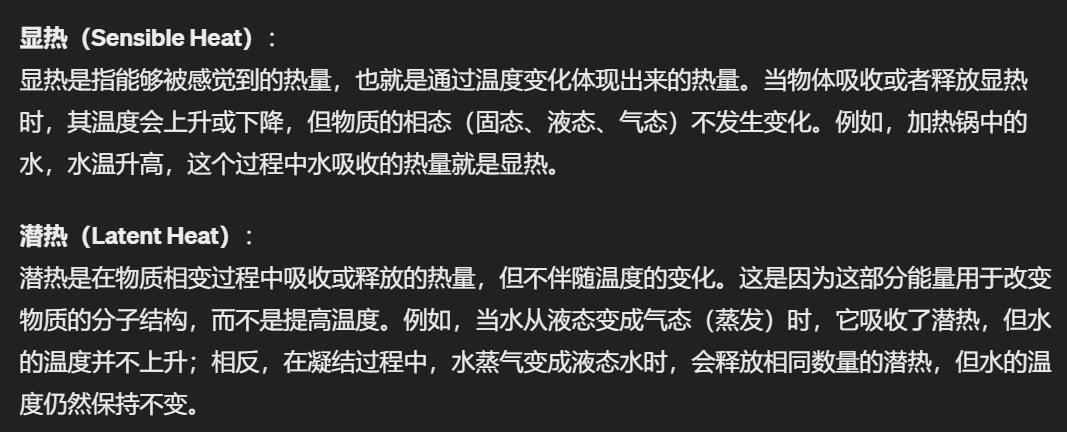 显热（Sensible Heat）：
显热是指能够被感觉到的热量，也就是通过温度变化体现出来的热量。当物体吸收或者释放显热
时，其温度会上升或下降，但物质的相态（固态、液态、气态）不发生变化。例如，加热锅中的
水，水温升高，这个过程中水吸收的热量就是显热。
潜热（Latent Heat）：
潜热是在物质相变过程中吸收或释放的热量，但不伴随温度的变化。这是因为这部分能量用于改变
物质的分子结构，而不是提高温度。例如，当水从液态变成气态（蒸发）时，它吸收了潜热，但水
的温度并不上升；相反，在凝结过程中，水蒸气变成液态水时，会释放相同数量的潜热，但水的温
度仍然保持不变。